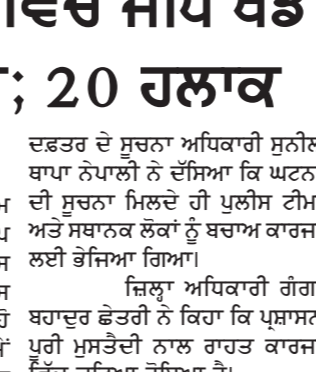 ਵਿੱਚ ਜੀਪ ਖੱਡ
; 20 ਹਲਾਕ
ਦਫ਼ਤਰ ਦੇ ਸੂਚਨਾ ਅਧਿਕਾਰੀ ਸੁਨੀਲ
ਥਾਪਾ ਨੇਪਾਲੀ ਨੇ ਦੱਸਿਆ ਕਿ ਘਟਨ
ਦੀ ਸੂਚਨਾ ਮਿਲਦੇ ਹੀ ਪੁਲੀਸ ਟੀਮ
ਅਤੇ ਸਥਾਨਕ ਲੋਕਾਂ ਨੂੰ ਬਚਾਅ ਕਾਰਜ
ਲਈ ਭੇਜਿਆ ਗਿਆ।
ਜ਼ਿਲ੍ਹਾ ਅਧਿਕਾਰੀ ਗੰਗ
ਬਹਾਦੁਰ ਛੇਤਰੀ ਨੇ ਕਿਹਾ ਕਿ ਪ੍ਰਸ਼ਾਸਨ
ਪੂਰੀ ਮੁਸਤੈਦੀ ਨਾਲ ਰਾਹਤ ਕਾਰਜ